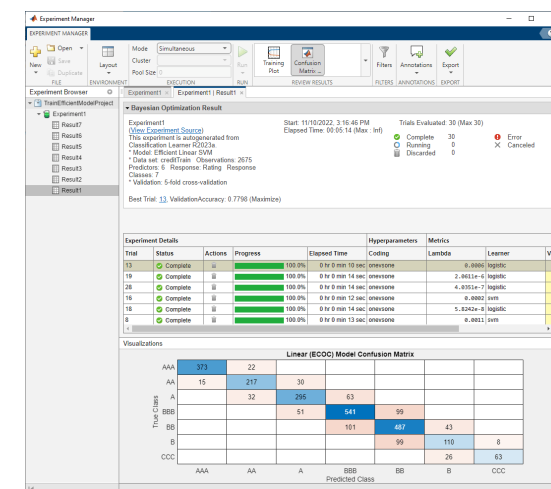 Experiment Manager
EXPERIMENT MANAGER
New
Open
Save
Duplicate
FILE
Layout
ENVIRONMENT
Mode Simultaneous
Cluster
Pool Size 0
EXECUTION
Run
RUN
Training Plot
Confusion Matrix ...
REVIEW RESULTS
Filters
FILTERS
Annotations
ANNOTATIONS
Export
EXPORT
Experiment Browser
TrainEfficientModelProject
Experiment1
Result7
Result6
Result5
Result4
Result3
Result2
Result1
Experiment1 × Experiment1 | Result1 ×
Bayesian Optimization Result
Experiment1
(View Experiment Source)
This experiment is autogenerated from
Classification Learner R2023a.
* Model: Efficient Linear SVM
* Data set: creditTrain Observations: 2675
Predictors: 6 Response: Rating Response
Classes: 7
* Validation: 5-fold cross-validation
Start: 11/10/2022, 3:16:46 PM
Elapsed Time: 00:05:14 (Max : Inf)
Trials Evaluated: 30 (Max 30)
Complete 30
Running 0
Discarded 0
Error
Canceled
Best Trial: 13, ValidationAccuracy: 0.7798 (Maximize)
Experiment Details Hyperparameters Metrics
Trial Status Actions Progress Elapsed Time Coding Lambda Learner V
13 Complete 100.0% 0 hr 0 min 10 sec onevsone 0.0006 logistic
19 Complete 100.0% 0 hr 0 min 13 sec onevsone 2.0611e-6 logistic
28 Complete 100.0% 0 hr 0 min 14 sec onevsone 4.0351e-7 logistic
16 Complete 100.0% 0 hr 0 min 12 sec onevsone 0.0002 svm
18 Complete 100.0% 0 hr 0 min 14 sec onevsone 5.8242e-8 logistic
8 Complete 100.0% 0 hr 0 min 13 sec onevsone 0.0011 svm
Visualizations
Linear (ECOC) Model Confusion Matrix
True Class
AAA 373 22
AA 15 217 30
A 32 295 63
BBB 51 541 99
BB 101 487 43
B 99 110 8
CCC 26 63
AAA AA A BBB BB B CCC
Predicted Class